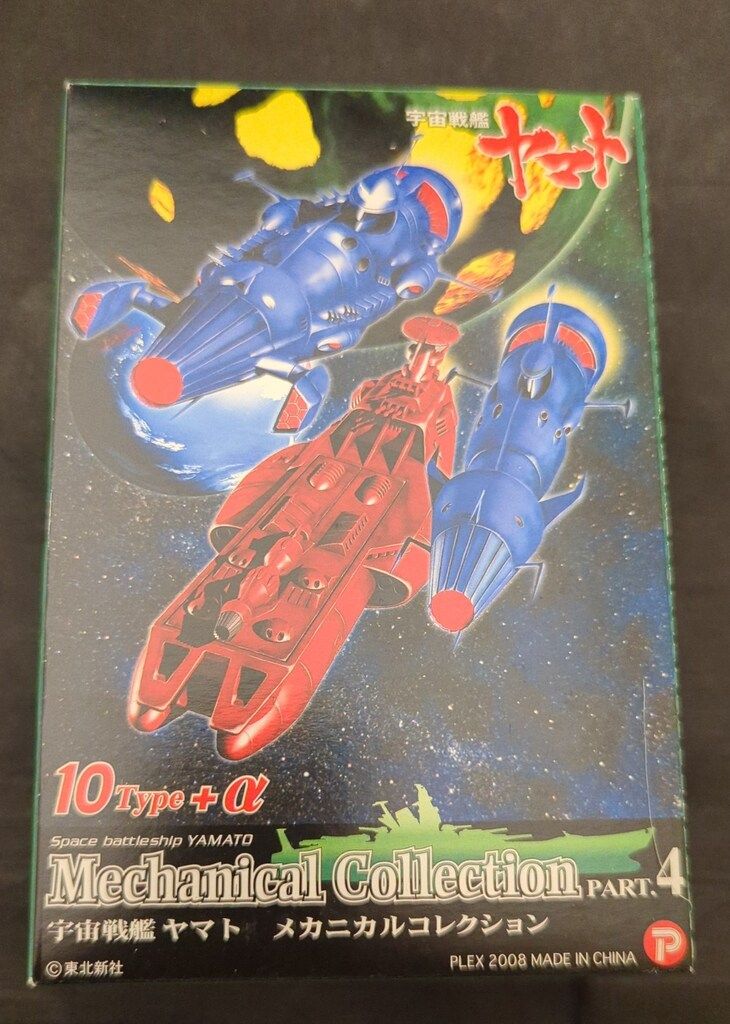 宇宙戦艦
ヤマト
10 Type + α
Space battleship YAMATO
Mechanical Collection PART.4
宇宙戦艦 ヤマト メカニカルコレクション
©東北新社
PLEX 2008 MADE IN CHINA
P